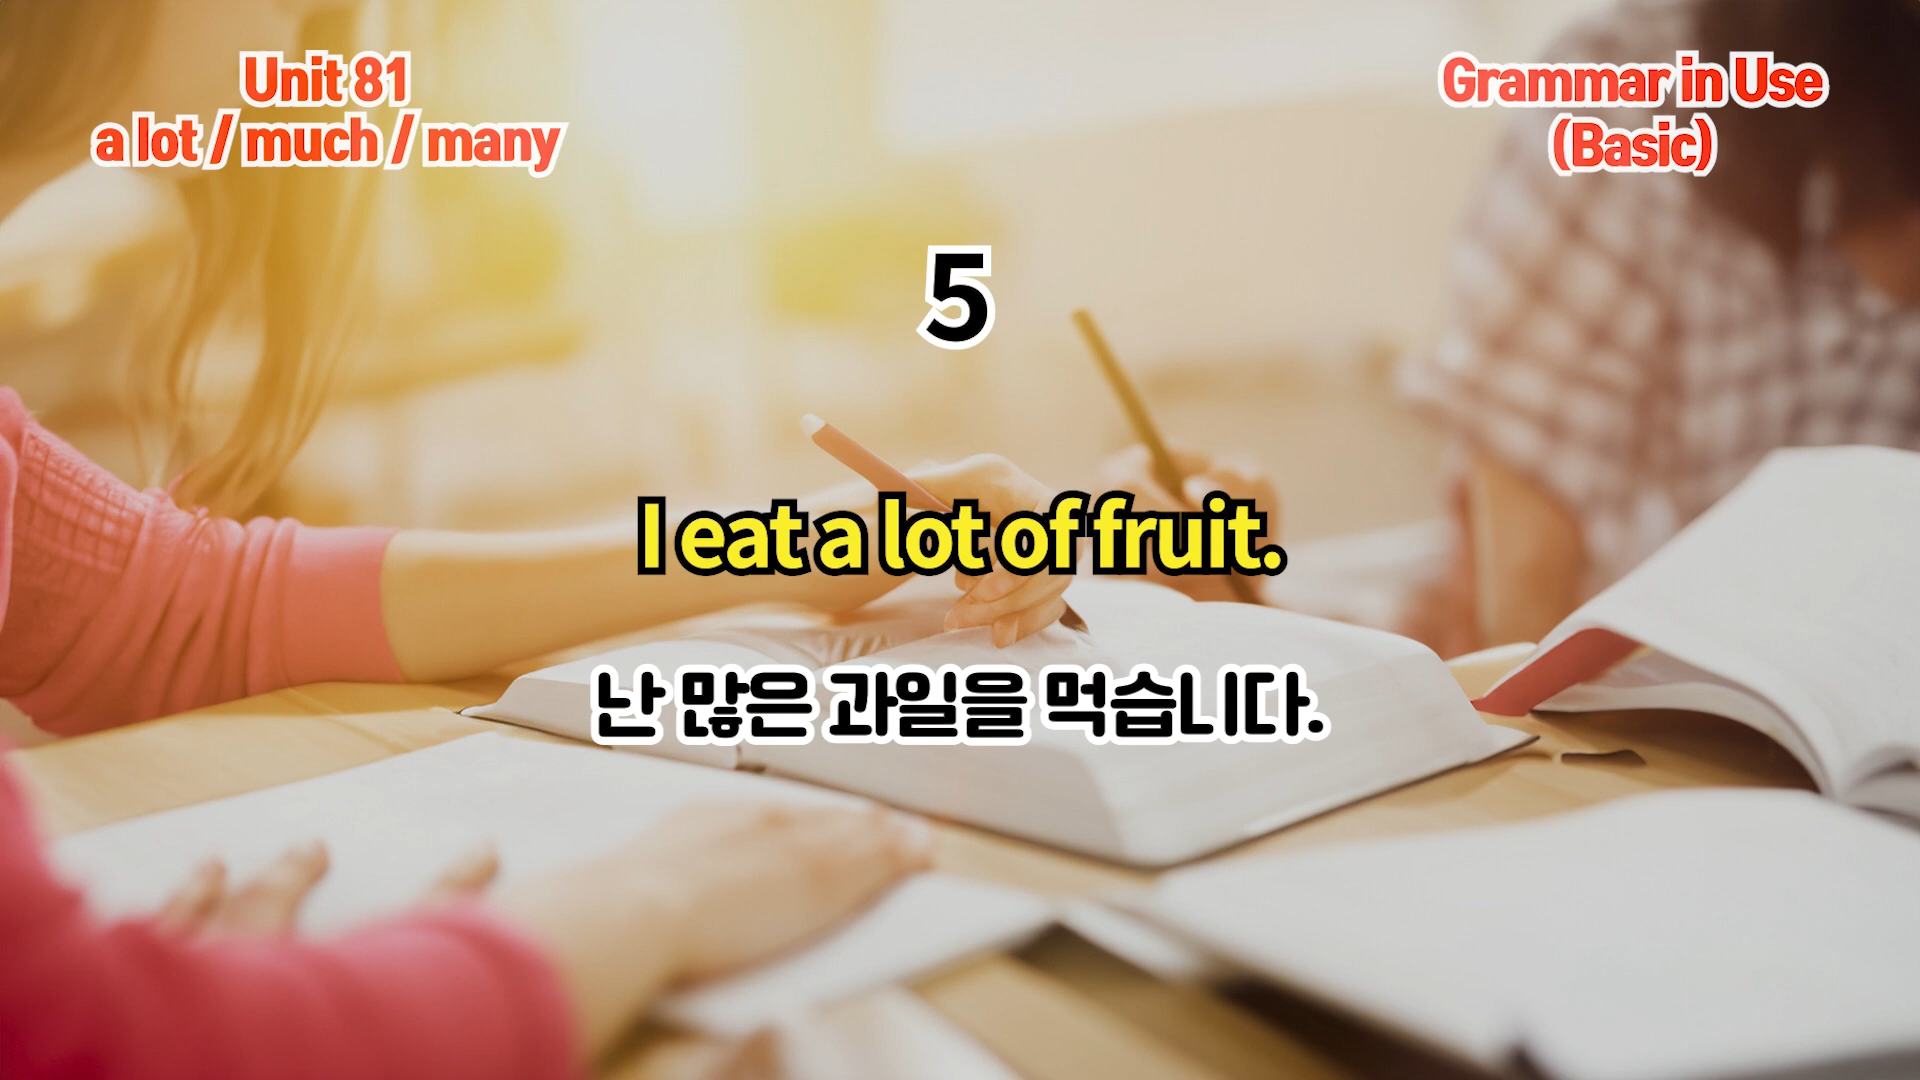 Unit 81
a lot / much / many
Grammar in Use
(Basic)
5
I eat a lot of fruit.
난 많은 과일을 먹습니다.